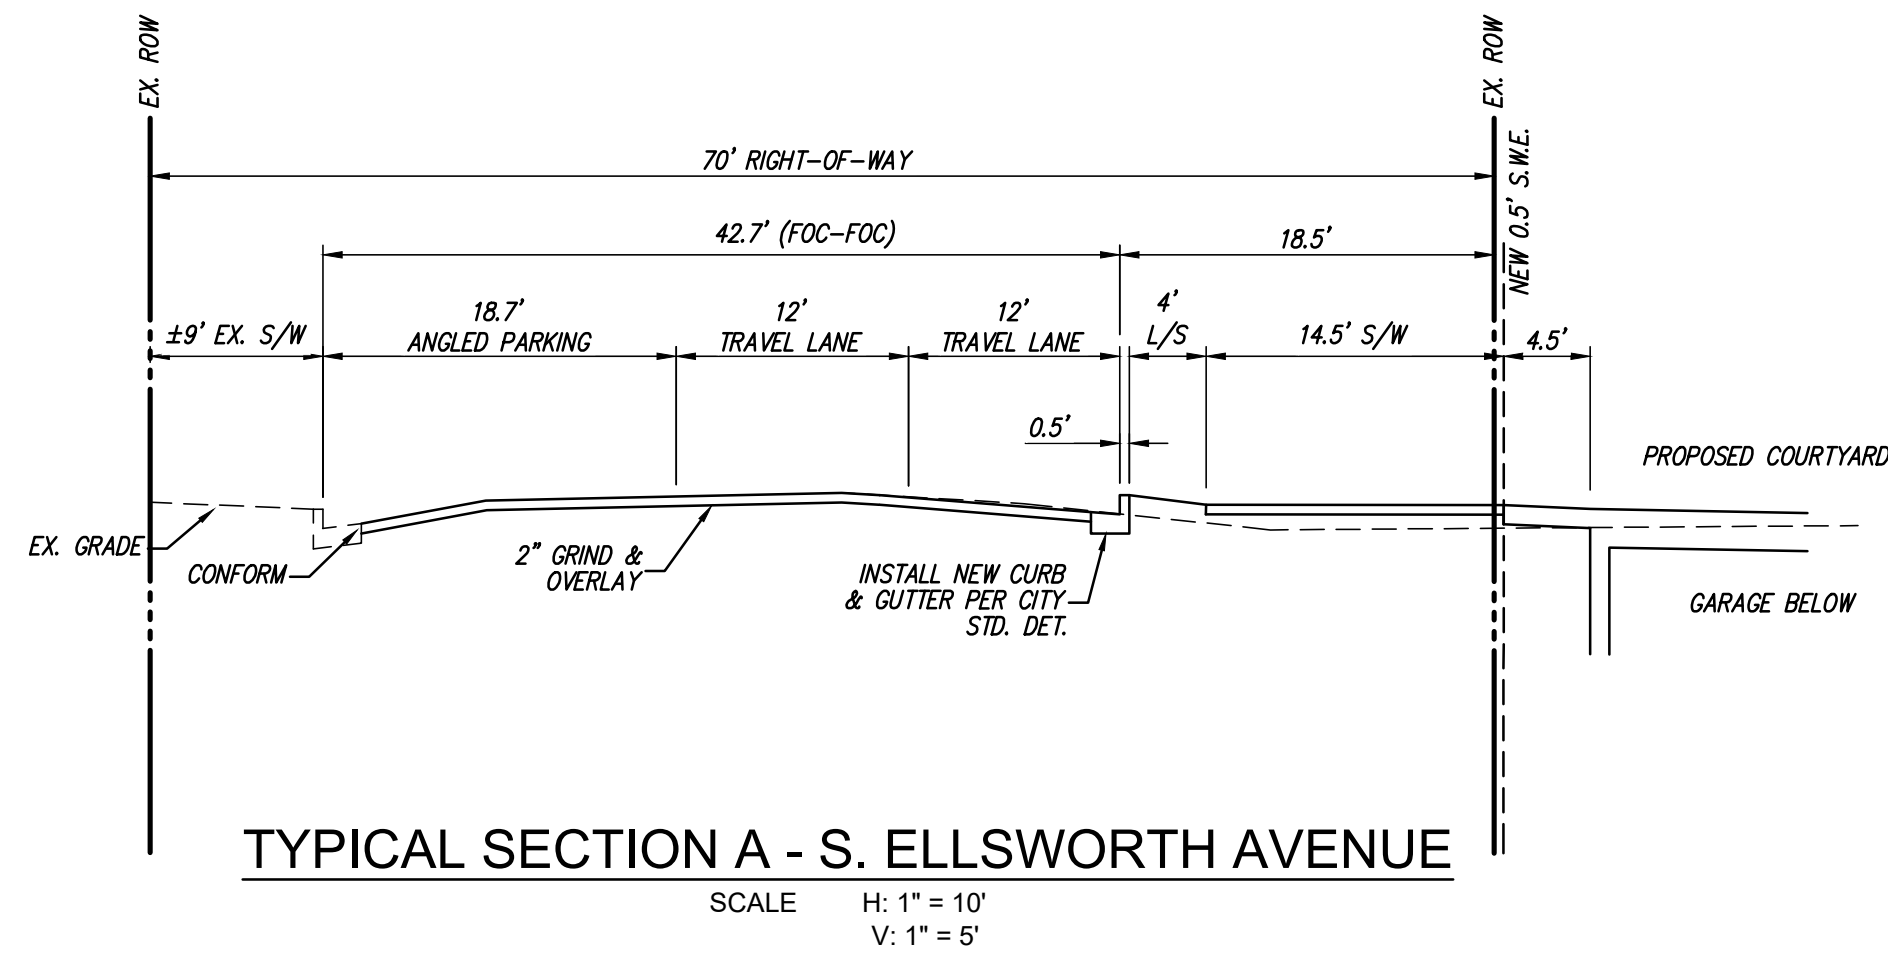 EX. ROW
EX. ROW
NEW 0.5' S.W.E.
70' RIGHT-OF-WAY
42.7' (FOC-FOC)
18.5'
±9' EX. S/W
18.7'
ANGLED PARKING
12'
TRAVEL LANE
12'
TRAVEL LANE
4'
L/S
14.5' S/W
4.5'
0.5'
PROPOSED COURTYARD
EX. GRADE
CONFORM
2" GRIND &
OVERLAY
INSTALL NEW CURB
& GUTTER PER CITY
STD. DET.
GARAGE BELOW
TYPICAL SECTION A - S. ELLSWORTH AVENUE
SCALE H: 1" = 10'
V: 1" = 5'